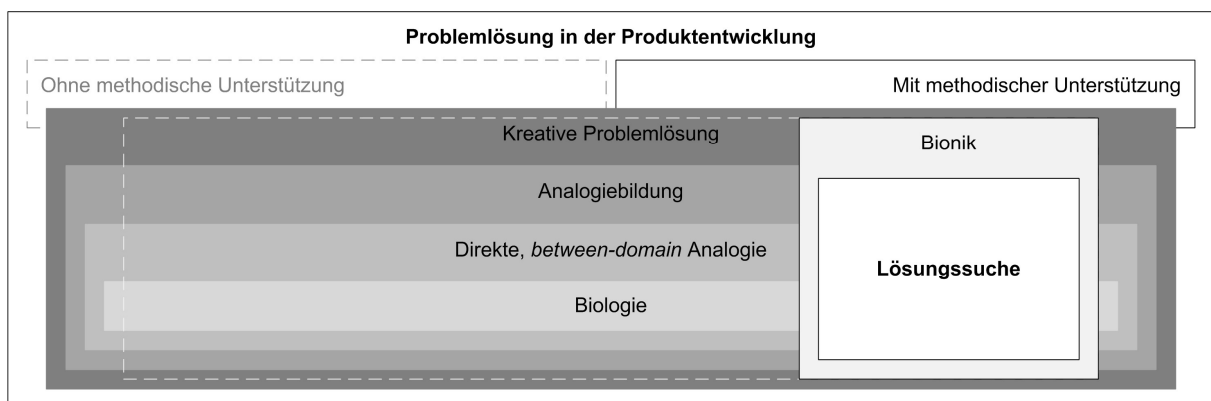 Problemlösung in der Produktentwicklung
Ohne methodische Unterstützung
Mit methodischer Unterstützung
Kreative Problemlösung
Bionik
Analogiebildung
Direkte, between-domain Analogie
Lösungssuche
Biologie